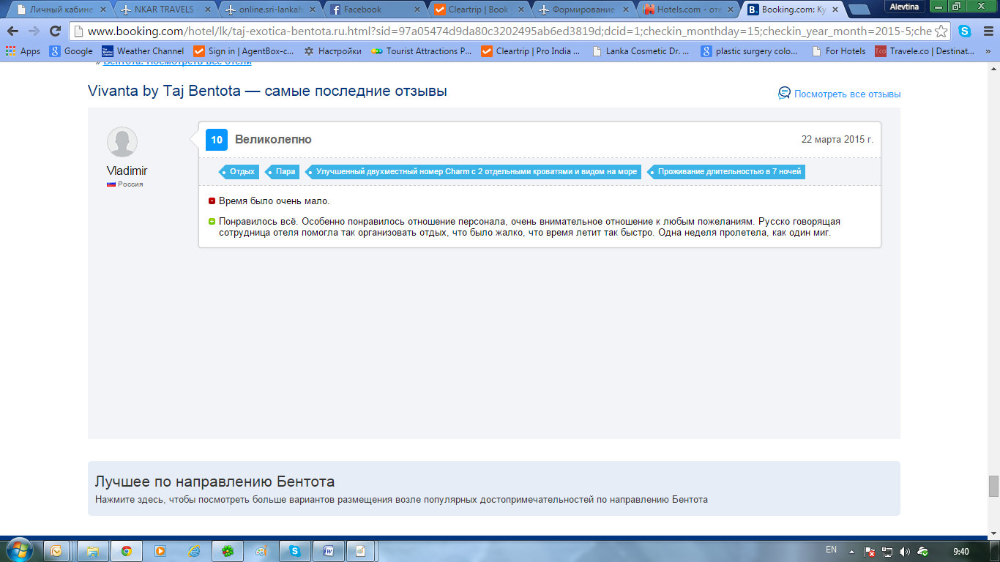 Личный кабине
NKAR TRAVELS -
online.sri-lankah
Facebook
Cleartrip | Book y
Формирование
Hotels.com - оте
Booking.com: Ку
Alevtina
www.booking.com/hotel/lk/taj-exotica-bentota.ru.html?sid=97a05474d9da80c3202495ab6ed3819d;dcid=1;checkin_monthday=15;checkin_year_month=2015-5;che
Apps
Google
Weather Channel
Sign in | AgentBox-c...
Настройки
Tourist Attractions P...
Cleartrip | Pro India ...
Lanka Cosmetic Dr. ...
plastic surgery colo...
For Hotels
Travele.co | Destinat...
»
» Бентота: Посмотреть все отели
Vivanta by Taj Bentota — самые последние отзывы
Посмотреть все отзывы
10 Великолепно
22 марта 2015 г.
Vladimir
Россия
Отдых
Пара
Улучшенный двухместный номер Charm с 2 отдельными кроватями и видом на море
Проживание длительностью в 7 ночей
Время было очень мало.
Понравилось всё. Особенно понравилось отношение персонала, очень внимательное отношение к любым пожеланиям. Русско говорящая
сотрудница отеля помогла так организовать отдых, что было жалко, что время летит так быстро. Одна неделя пролетела, как один миг.
Лучшее по направлению Бентота
Нажмите здесь, чтобы посмотреть больше вариантов размещения возле популярных достопримечательностей по направлению Бентота
EN
9:40